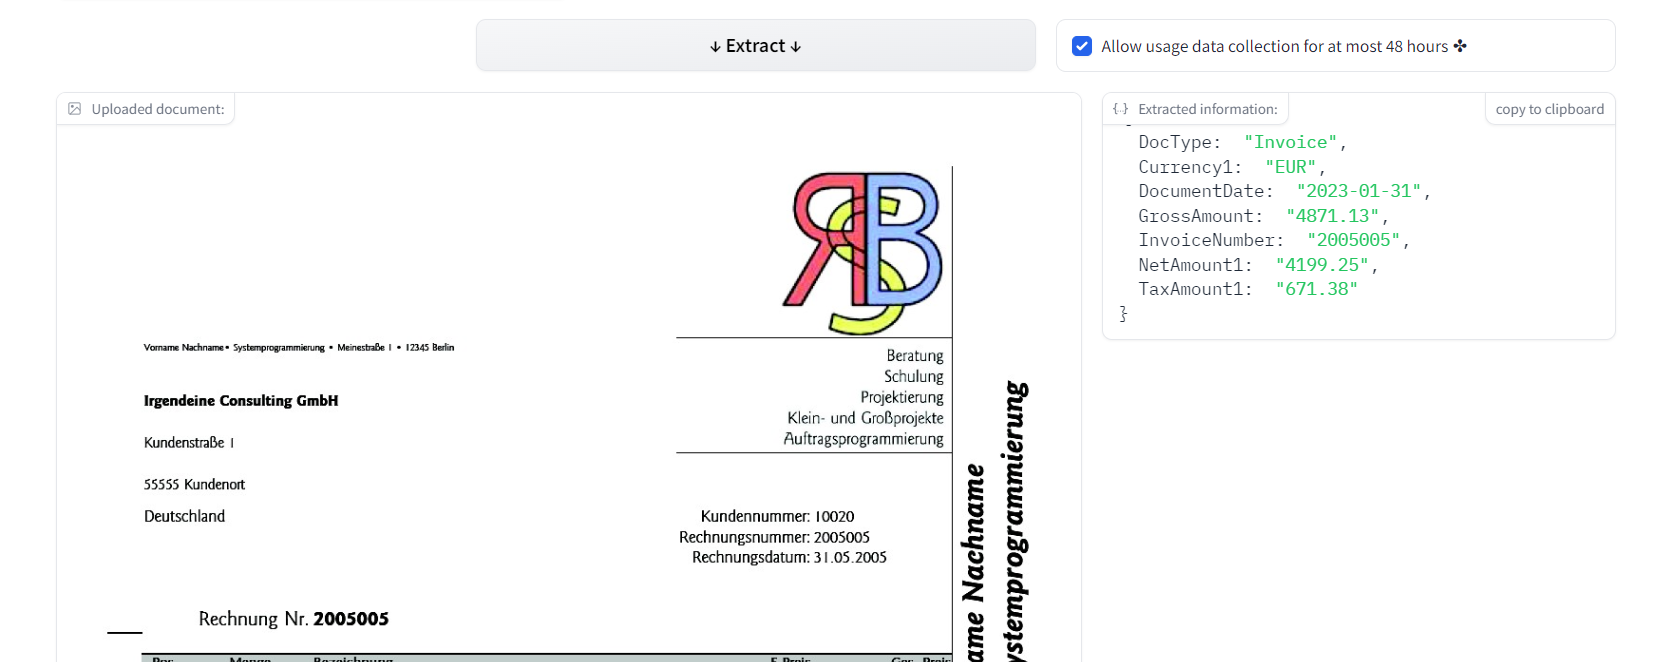 ↓ Extract ↓
Allow usage data collection for at most 48 hours ✤
Uploaded document:
RSB
Vorname Nachname• Systemprogrammierung • Meinestraße 1 • 12345 Berlin
Irgendeine Consulting GmbH
Kundenstraße 1
55555 Kundenort
Deutschland
Beratung
Schulung
Projektierung
Klein- und Großprojekte
Auftragsprogrammierung
Kundennummer: 10020
Rechnungsnummer: 2005005
Rechnungsdatum: 31.05.2005
Nachname
Rechnung Nr. 2005005
Pos Menge Bezeichnung E-Preis Ges.-Preis
{..} Extracted information:
copy to clipboard
DocType: "Invoice",
Currency1: "EUR",
DocumentDate: "2023-01-31",
GrossAmount: "4871.13",
InvoiceNumber: "2005005",
NetAmount1: "4199.25",
TaxAmount1: "671.38"
}